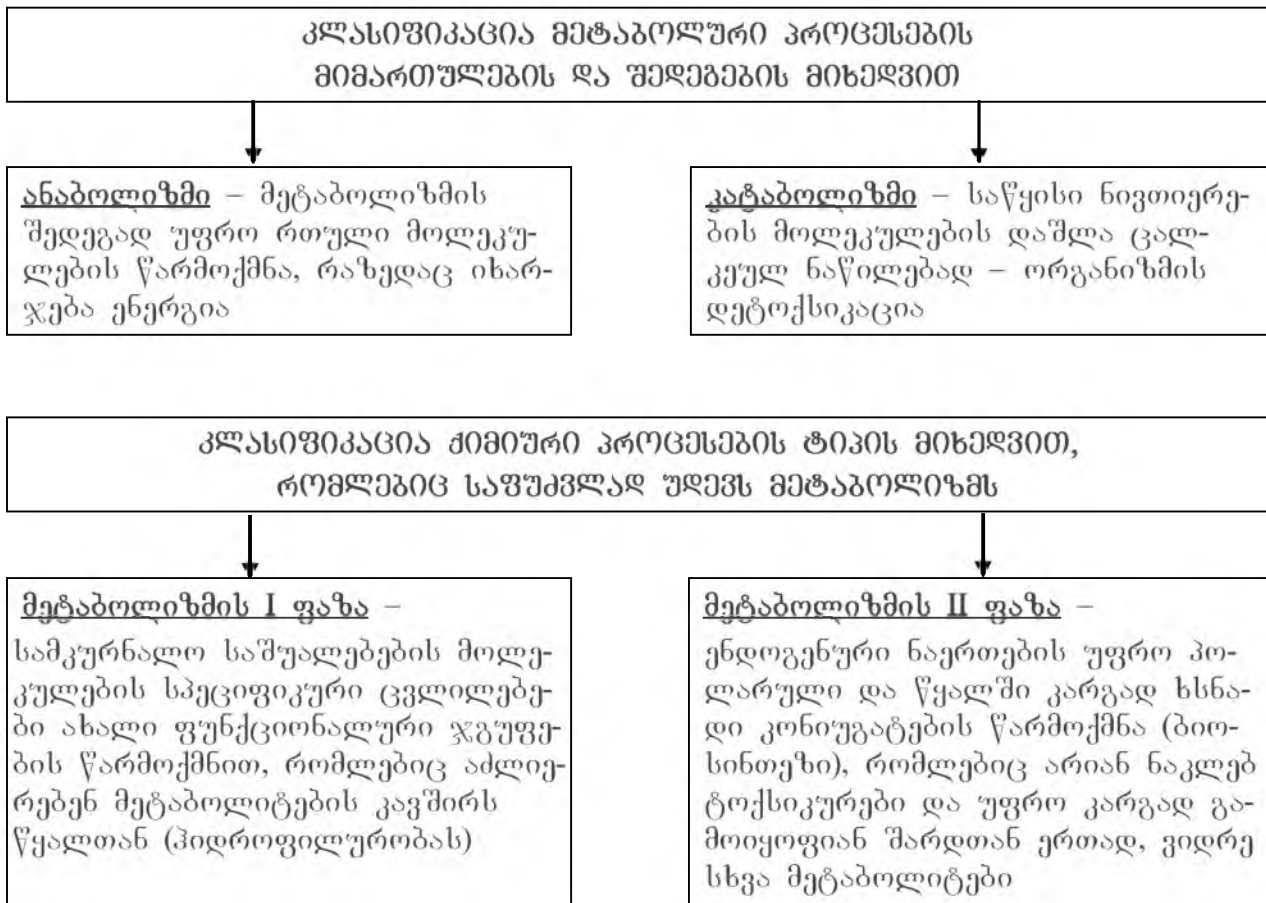 კლასიფიკაცია მეტაბოლური პროცესების
მიმართულების და შედეგების მიხედვით
ანაბოლიზმი – მეტაბოლიზმის
შედეგად უფრო რთული მოლეკუ-
ლების წარმოქმნა, რაზედაც იხარ-
ჯება ენერგია
კატაბოლიზმი – საწყისი ნივთიერე-
ბის მოლეკულების დაშლა ცალ-
კეულ ნაწილებად – ორგანიზმის
დეტოქსიკაცია
კლასიფიკაცია ქიმიური პროცესების ტიპის მიხედვით,
რომლებიც საფუძვლად უდევს მეტაბოლიზმს
მეტაბოლიზმის I ფაზა –
სამკურნალო საშუალებების მოლე-
კულების სპეციფიკური ცვლილებე-
ბი ახალი ფუნქციონალური ჯგუფე-
ბის წარმოქმნით, რომლებიც აძლიე-
რებენ მეტაბოლიტების კავშირს
წყალთან (ჰიდროფილურობას)
მეტაბოლიზმის II ფაზა –
ენდოგენური ნაერთების უფრო პო-
ლარული და წყალში კარგად ხსნა-
დი კონიუგატების წარმოქმნა (ბიო-
სინთეზი), რომლებიც არიან ნაკლებ
ტოქსიკურები და უფრო კარგად გა-
მოიყოფიან შარდთან ერთად, ვიდრე
სხვა მეტაბოლიტები